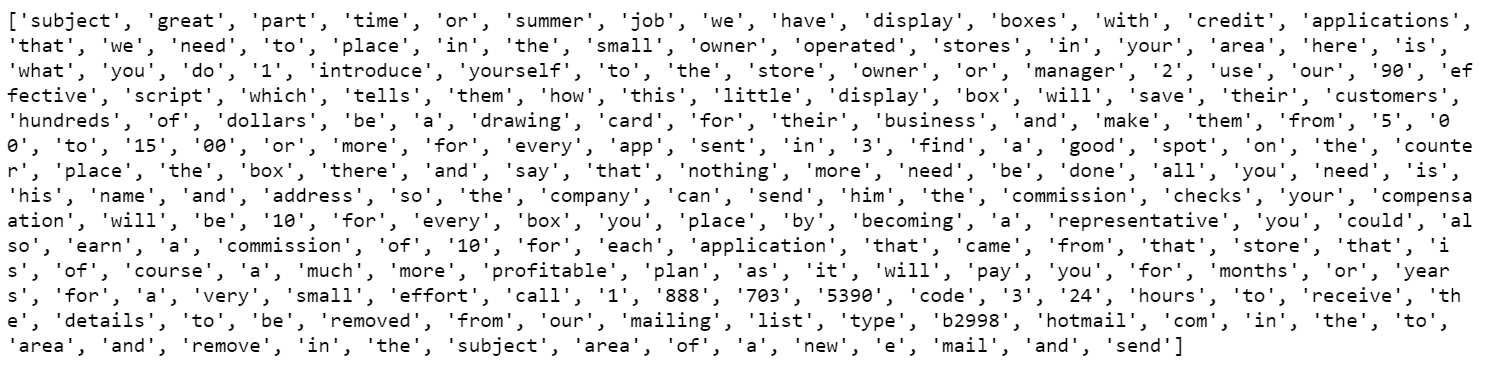 ['subject', 'great', 'part', 'time', 'or', 'summer', 'job', 'we', 'have', 'display', 'boxes', 'with', 'credit', 'applications',
'that', 'we', 'need', 'to', 'place', 'in', 'the', 'small', 'owner', 'operated', 'stores', 'in', 'your', 'area', 'here', 'is',
'what', 'you', 'do', '1', 'introduce', 'yourself', 'to', 'the', 'store', 'owner', 'or', 'manager', '2', 'use', 'our', '90', 'ef
fective', 'script', 'which', 'tells', 'them', 'how', 'this', 'little', 'display', 'box', 'will', 'save', 'their', 'customers',
'hundreds', 'of', 'dollars', 'be', 'a', 'drawing', 'card', 'for', 'their', 'business', 'and', 'make', 'them', 'from', '5', '0
0', 'to', '15', '00', 'or', 'more', 'for', 'every', 'app', 'sent', 'in', '3', 'find', 'a', 'good', 'spot', 'on', 'the', 'counte
r', 'place', 'the', 'box', 'there', 'and', 'say', 'that', 'nothing', 'more', 'need', 'be', 'done', 'all', 'you', 'need', 'is',
'his', 'name', 'and', 'address', 'so', 'the', 'company', 'can', 'send', 'him', 'the', 'commission', 'checks', 'your', 'compensa
ation', 'will', 'be', '10', 'for', 'every', 'box', 'you', 'place', 'by', 'becoming', 'a', 'representative', 'you', 'could', 'al
so', 'earn', 'a', 'commission', 'of', '10', 'for', 'each', 'application', 'that', 'came', 'from', 'that', 'store', 'that', 'i
s', 'of', 'course', 'a', 'much', 'more', 'profitable', 'plan', 'as', 'it', 'will', 'pay', 'you', 'for', 'months', 'or', 'year
s', 'for', 'a', 'very', 'small', 'effort', 'call', '1', '888', '703', '5390', 'code', '3', '24', 'hours', 'to', 'receive', 'th
e', 'details', 'to', 'be', 'removed', 'from', 'our', 'mailing', 'list', 'type', 'b2998', 'hotmail', 'com', 'in', 'the', 'to',
'area', 'and', 'remove', 'in', 'the', 'subject', 'area', 'of', 'a', 'new', 'e', 'mail', 'and', 'send']